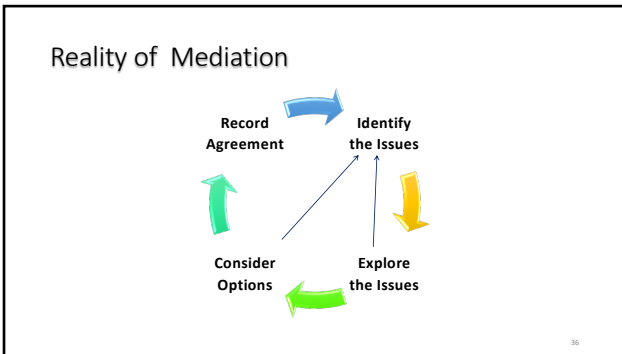 Reality of Mediation
Record
Agreement
Identify
the Issues
Consider
Options
Explore
the Issues
36